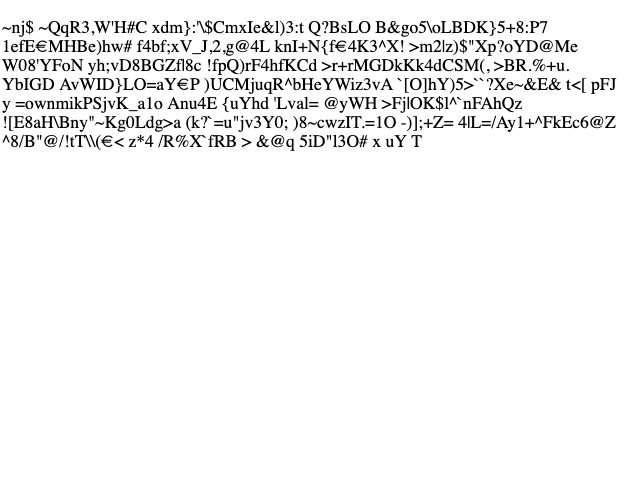 ~nj$ ~QqR3,W'H#C xdm}:'\$CmxIe&l)3:t Q?BsLO B&go5\oLBDK}5+8:P7
1efE€MHBe)hw# f4bf;xV_J,2,g@4L knI+N{f€4K3^X! >m2lz)$"Xp?oYD@Me
W08'YFoN yh;vD8BGZfl8c !fpQ)rF4hfKCd >r+rMGDkKk4dCSM(, >BR.%+u.
YbIGD AvWID}LO=aY€P )UCMjuqR^bHeYWiz3vA `[O]hY)5>``?Xe~&E& t<[ pFJ
y =ownmikPSjvK_a1o Anu4E {uYhd 'Lval= @yWH >Fj|OK$l^`nFAhQz
![E8aH\Bny"~Kg0Ldg>a (k?`=u"jv3Y0; )8~cwzIT.=1O -)];+Z= 4|L=/Ay1+^FkEc6@Z
^8/B"@/!tT\\(€< z*4 /R%X`fRB > &@q 5iD"l3O# x uY T